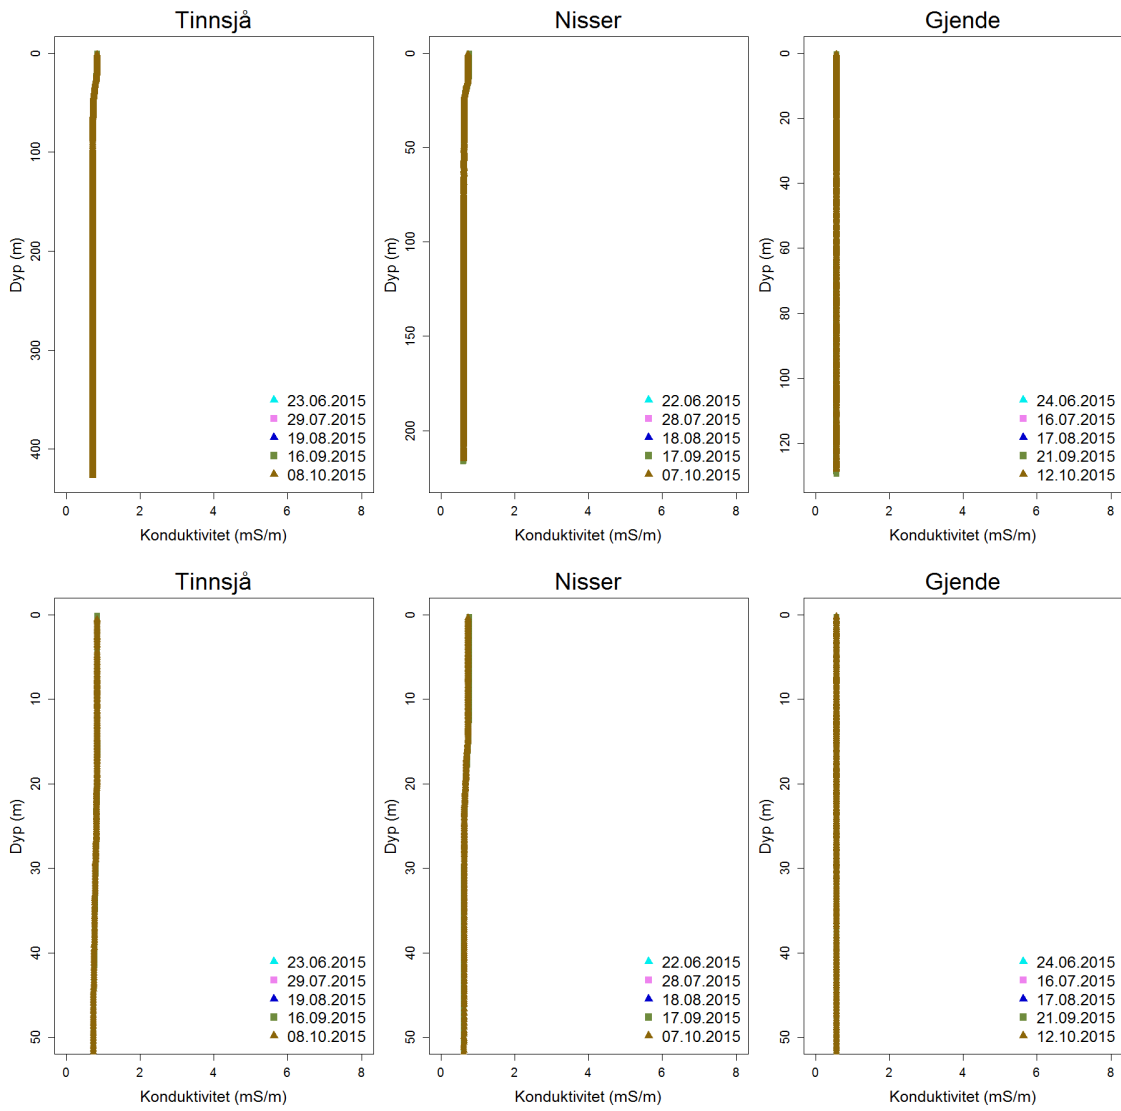 Tinnsjå
0
100
200
300
400
Dyp (m)
23.06.2015
29.07.2015
19.08.2015
16.09.2015
08.10.2015
0 2 4 6 8
Konduktivitet (mS/m)
Nisser
0
50
100
150
200
Dyp (m)
22.06.2015
28.07.2015
18.08.2015
17.09.2015
07.10.2015
0 2 4 6 8
Konduktivitet (mS/m)
Gjende
0
20
40
60
80
100
120
Dyp (m)
24.06.2015
16.07.2015
17.08.2015
21.09.2015
12.10.2015
0 2 4 6 8
Konduktivitet (mS/m)
Tinnsjå
0
10
20
30
40
50
Dyp (m)
23.06.2015
29.07.2015
19.08.2015
16.09.2015
08.10.2015
0 2 4 6 8
Konduktivitet (mS/m)
Nisser
0
10
20
30
40
50
Dyp (m)
22.06.2015
28.07.2015
18.08.2015
17.09.2015
07.10.2015
0 2 4 6 8
Konduktivitet (mS/m)
Gjende
0
10
20
30
40
50
Dyp (m)
24.06.2015
16.07.2015
17.08.2015
21.09.2015
12.10.2015
0 2 4 6 8
Konduktivitet (mS/m)